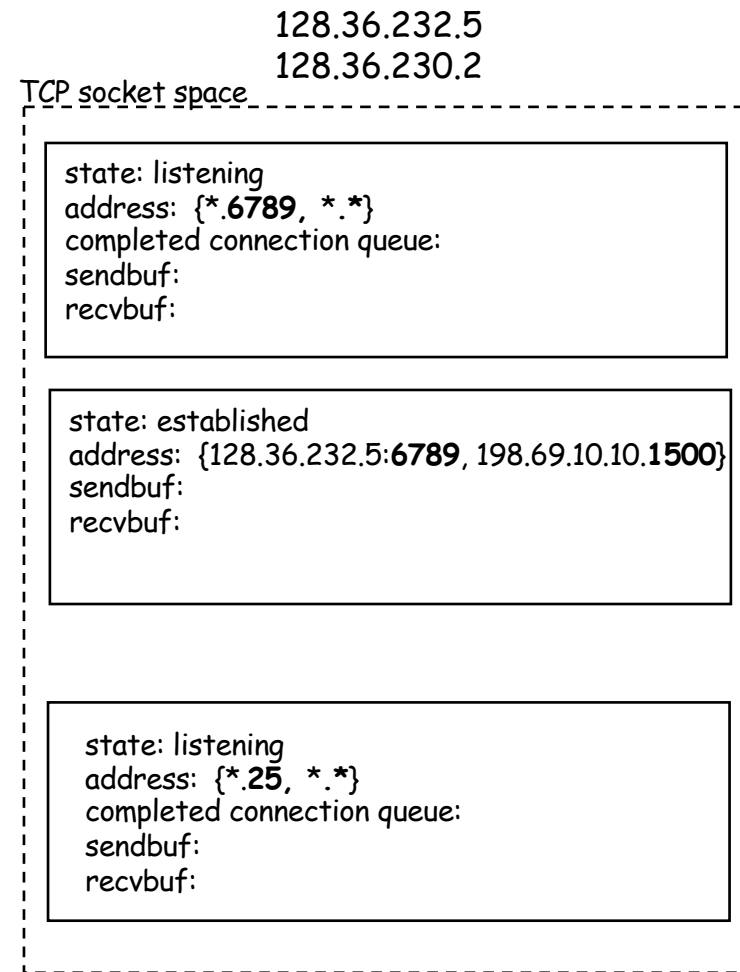 128.36.232.5
128.36.230.2
TCP socket space
state: listening
address: {*.6789, *.*}
completed connection queue:
sendbuf:
recvbuf:
state: established
address: {128.36.232.5:6789, 198.69.10.10.1500}
sendbuf:
recvbuf:
state: listening
address: {*.25, *.*}
completed connection queue:
sendbuf:
recvbuf: